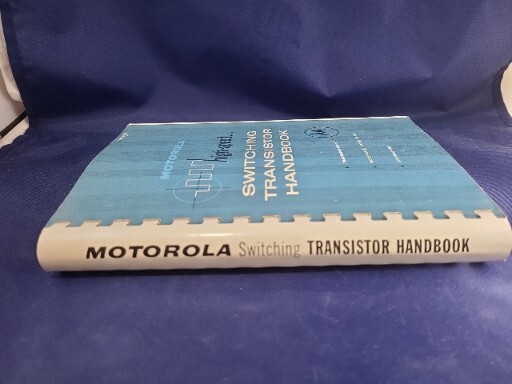 MOTOROLA
high-speed
SWITCHING
TRANSISTOR
HANDBOOK
MOTOROLA Switching TRANSISTOR HANDBOOK